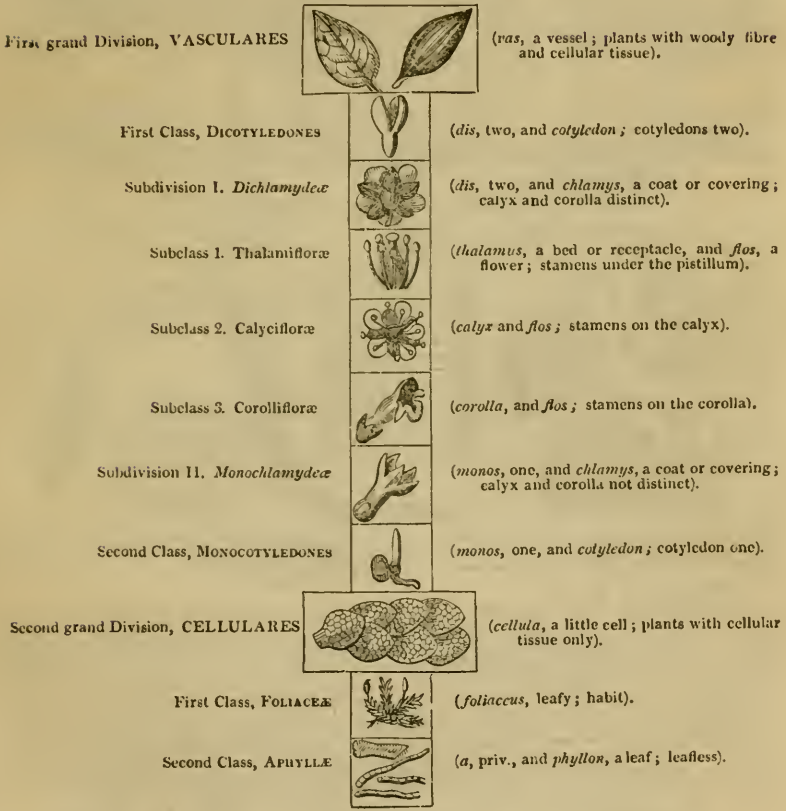 First grand Division, VASCULARES (ras, a vessel; plants with woody fibre
and cellular tissue).
First Class, DICOTYLEDONES (dis, two, and cotyledon; cotyledons two).
Subdivision I. Dichlamydeæ (dis, two, and chlamys, a coat or covering;
calyx and corolla distinct).
Subclass 1. Thalamifloræ (thalamus, a bed or receptacle, and flos, a
flower; stamens under the pistillum).
Subclass 2. Calycifloræ (calyx and flos; stamens on the calyx).
Subclass 3. Corollifloræ (corolla, and flos; stamens on the corolla).
Subdivision II. Monochlamydeæ (monos, one, and chlamys, a coat or covering;
calyx and corolla not distinct).
Second Class, MONOCOTYLEDONES (monos, one, and cotyledon; cotyledon one).
Second grand Division, CELLULARES (cellula, a little cell; plants with cellular
tissue only).
First Class, FOLIACEÆ (foliaceus, leafy; habit).
Second Class, APHYLLÆ (a, priv., and phyllon, a leaf; leafless).